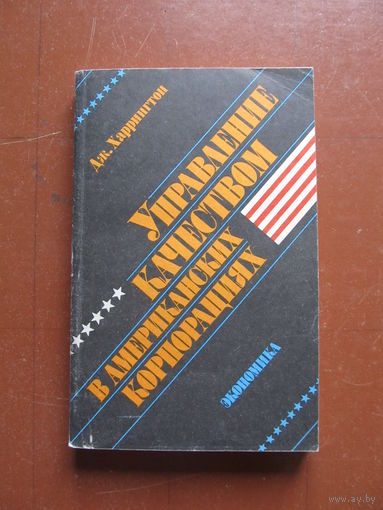 Дж. Харрингтон
Управление
качеством
в американских
корпорациях
экономика
www.ay.by